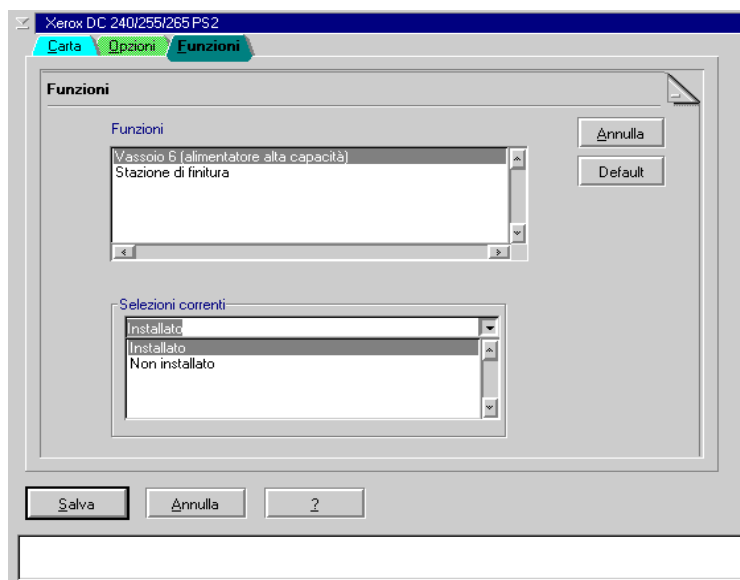 Xerox DC 240/255/265 PS2
Carta Opzioni Funzioni
Funzioni
Funzioni
Annulla
Vassoio 6 (alimentatore alta capacità)
Stazione di finitura
Default
Selezioni correnti
Installato
Installato
Non installato
Salva Annulla ?